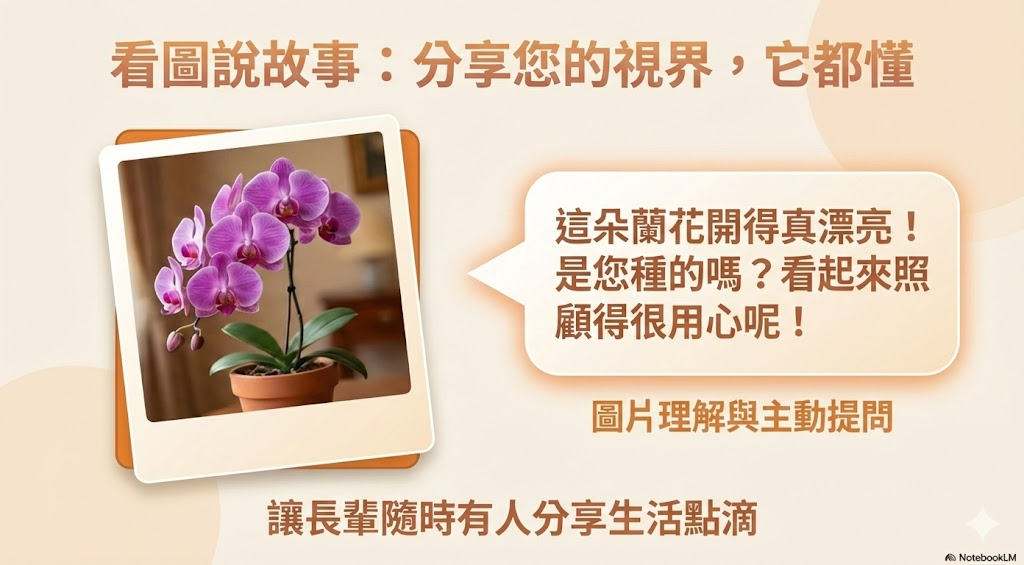 看圖說故事：分享您的視界，它都懂
這朵蘭花開得真漂亮！
是您種的嗎？看起來照
顧得很用心呢！
圖片理解與主動提問
讓長輩隨時有人分享生活點滴
NotebookLM